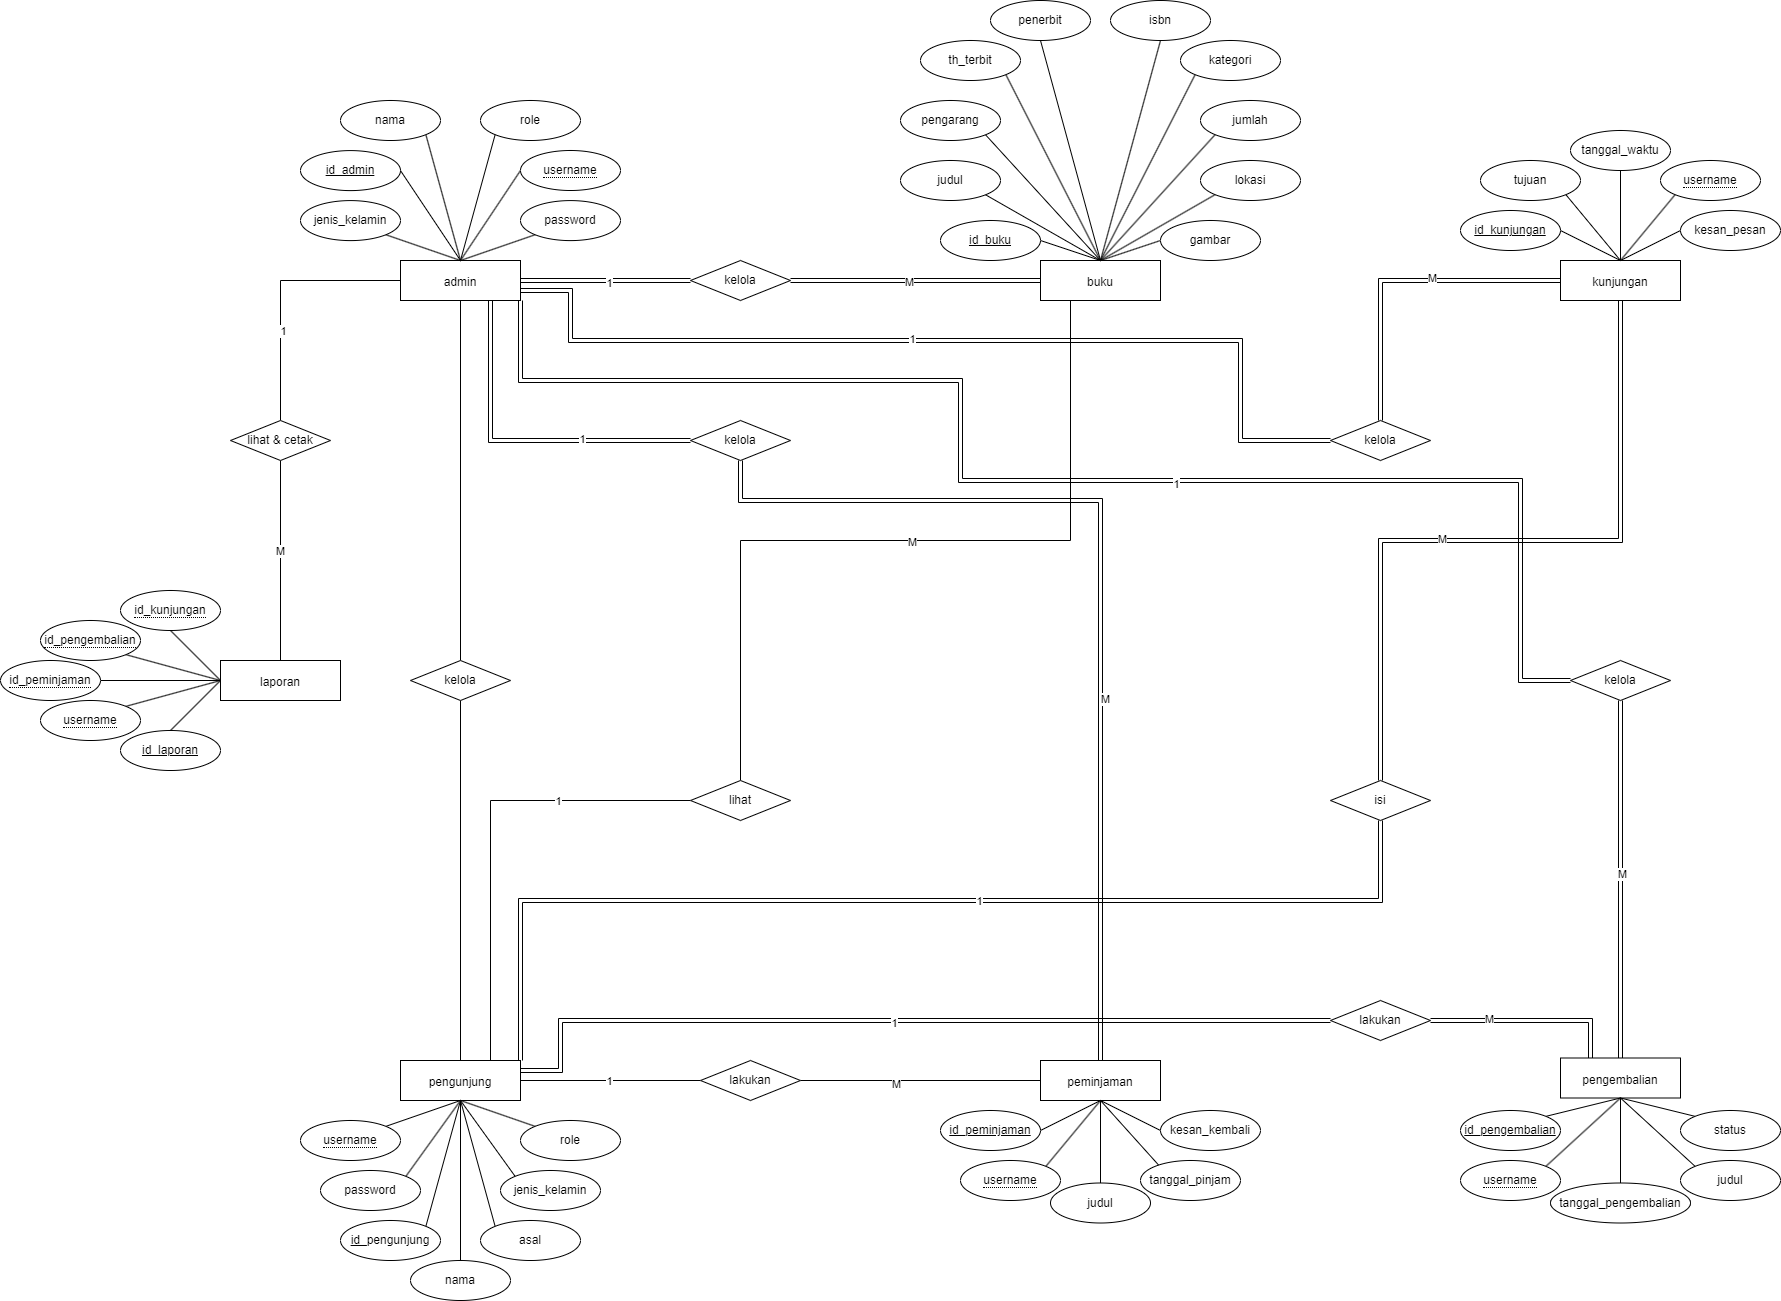 penerbit
isbn
th_terbit
kategori
nama
role
pengarang
jumlah
tanggal_waktu
id_admin
username
judul
lokasi
tujuan
username
jenis_kelamin
password
id_buku
gambar
id_kunjungan
kesan_pesan
admin
1
kelola
M
buku
M
kunjungan
1
1
lihat & cetak
1
kelola
kelola
1
M
M
M
id_kunjungan
id_pengembalian
id_peminjaman
laporan
username
id_laporan
kelola
M
kelola
1
lihat
isi
M
1
1
lakukan
M
pengunjung
1
lakukan
M
peminjaman
pengembalian
username
role
id_peminjaman
kesan_kembali
id_pengembalian
status
password
jenis_kelamin
username
tanggal_pinjam
username
judul
judul
tanggal_pengembalian
id_pengunjung
asal
nama